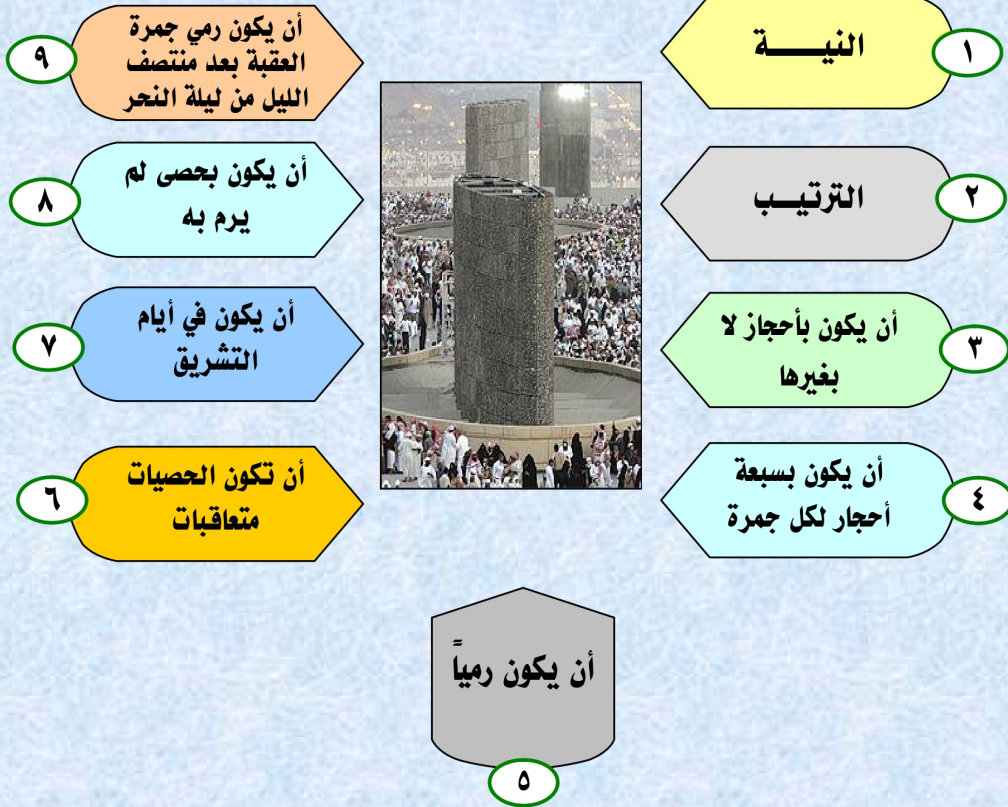 ١
النيـــــة
٢
الترتيـــب
٣
أن يكون بأحجاز لا
بغيرها
٤
أن يكون بسبعة
أحجار لكل جمرة
٥
أن يكون رمياً
٦
أن تكون الحصيات
متعاقبات
٧
أن يكون في أيام
التشريق
٨
أن يكون بحصى لم
يرم به
٩
أن يكون رمي جمرة
العقبة بعد منتصف
الليل من ليلة النحر